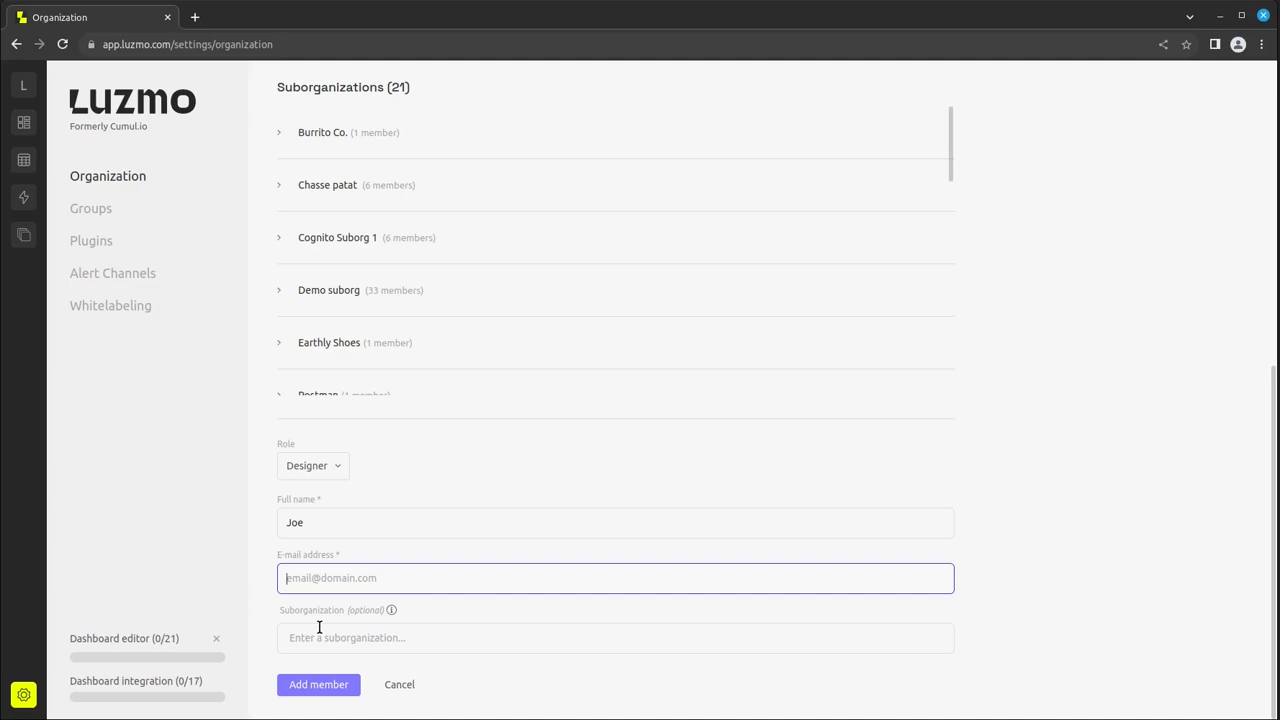 Organization
app.luzmo.com/settings/organization
L
LUZMO
Formerly Cumul.io
Organization
Groups
Plugins
Alert Channels
Whitelabeling
Dashboard editor (0/21)
Dashboard integration (0/17)
Suborganizations (21)
Burrito Co. (1 member)
Chasse patat (6 members)
Cognito Suborg 1 (6 members)
Demo suborg (33 members)
Earthly Shoes (1 member)
Postman (1 member)
Role
Designer
Full name *
Joe
E-mail address *
email@domain.com
Suborganization (optional)
Enter a suborganization...
Add member Cancel